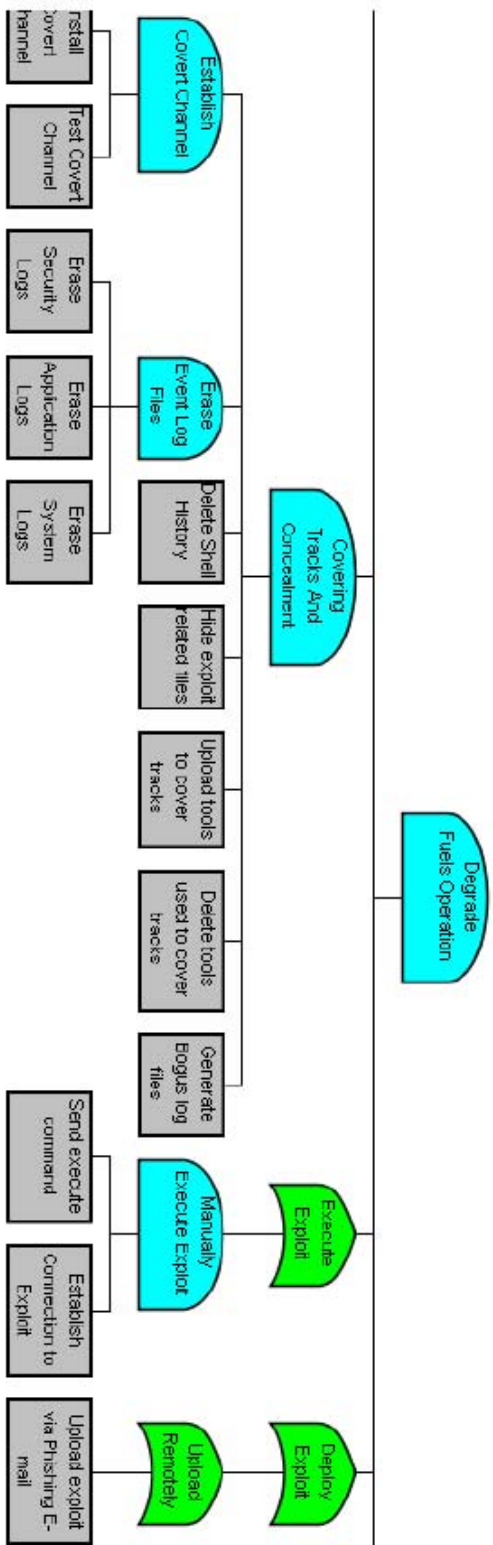 Degrade
Fuels Operation
Covering
Tracks And
Concealment
Execute
Exploit
Deploy
Exploit
Establish
Covert Channel
Erase
Event Log
Files
Delete Shell
History
Hide exploit
related files
Upload tools
to cover
tracks
Delete tools
used to cover
tracks
Generate
Bogus log
files
Manually
Execute Explot
Upload
Remotely
nstall
Covert
hannel
Test Covert
Channel
Erase
Security
Logs
Erase
Application
Logs
Erase
System
Logs
Send execute
command
Establish
Connection to
Exploit
Upload exploit
via Phishing E-
mail